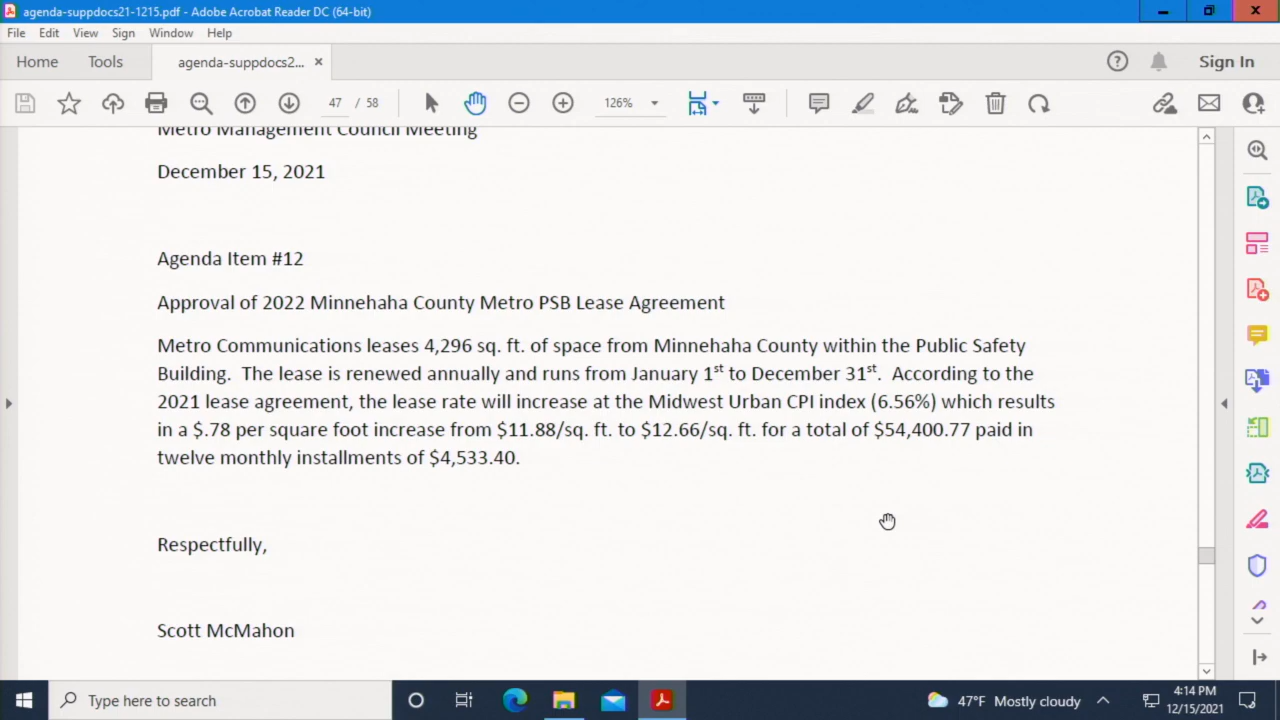 agenda-suppdocs21-1215.pdf - Adobe Acrobat Reader DC (64-bit)
File Edit View Sign Window Help
Home Tools agenda-suppdocs2... × Sign In
47 / 58 126%
Metro Management Council Meeting
December 15, 2021
Agenda Item #12
Approval of 2022 Minnehaha County Metro PSB Lease Agreement
Metro Communications leases 4,296 sq. ft. of space from Minnehaha County within the Public Safety
Building. The lease is renewed annually and runs from January 1st to December 31st. According to the
2021 lease agreement, the lease rate will increase at the Midwest Urban CPI index (6.56%) which results
in a $.78 per square foot increase from $11.88/sq. ft. to $12.66/sq. ft. for a total of $54,400.77 paid in
twelve monthly installments of $4,533.40.
Respectfully,
Scott McMahon
Type here to search 47°F Mostly cloudy 4:14 PM
12/15/2021